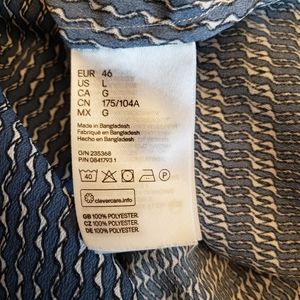 EUR 46
US L
CA G
CN 175/104A
MX G
Made in Bangladesh
Fabriqué en Bangladesh
Hecho en Bangladesh
O/N 235368
P/N 0841793 1
40
clevercare.info
GB 100% POLYESTER.
CZ 100% POLYESTER.
DE 100% POLYESTER.